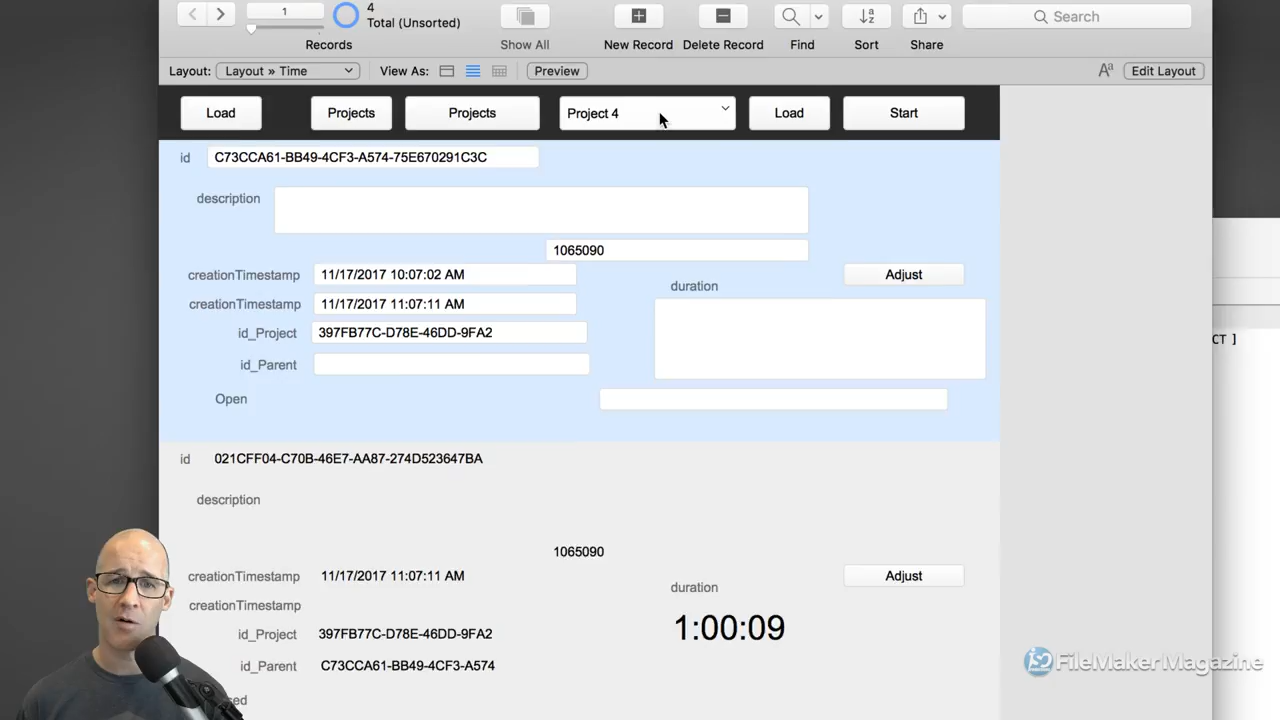 1
4
Total (Unsorted)
Search
Records
Show All
New Record
Delete Record
Find
Sort
Share
Layout: Layout » Time
View As:
Preview
Aa
Edit Layout
Load
Projects
Projects
Project 4
Load
Start
id C73CCA61-BB49-4CF3-A574-75E670291C3C
description
1065090
creationTimestamp 11/17/2017 10:07:02 AM
Adjust
duration
creationTimestamp 11/17/2017 11:07:11 AM
id_Project 397FB77C-D78E-46DD-9FA2
CT ]
id_Parent
Open
id 021CFF04-C70B-46E7-AA87-274D523647BA
description
1065090
creationTimestamp 11/17/2017 11:07:11 AM
Adjust
duration
creationTimestamp
1:00:09
id_Project 397FB77C-D78E-46DD-9FA2
id_Parent C73CCA61-BB49-4CF3-A574
FileMaker Magazine